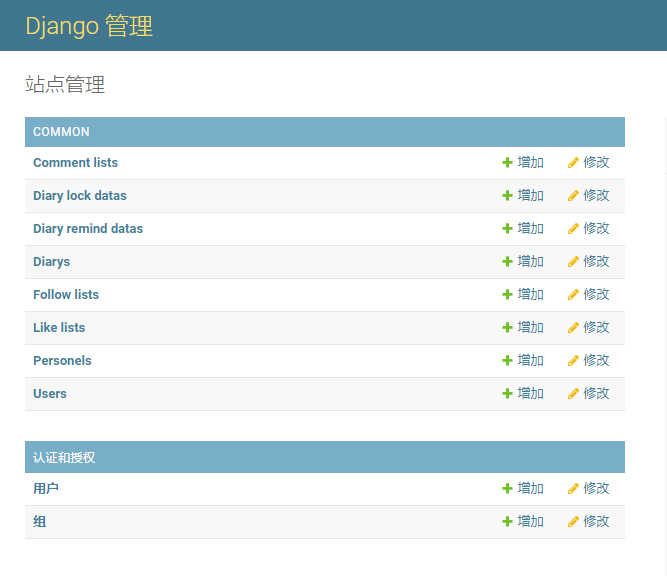 Django 管理
站点管理
COMMON
Comment lists 增加 修改
Diary lock datas 增加 修改
Diary remind datas 增加 修改
Diarys 增加 修改
Follow lists 增加 修改
Like lists 增加 修改
Personels 增加 修改
Users 增加 修改
认证和授权
用户 增加 修改
组 增加 修改